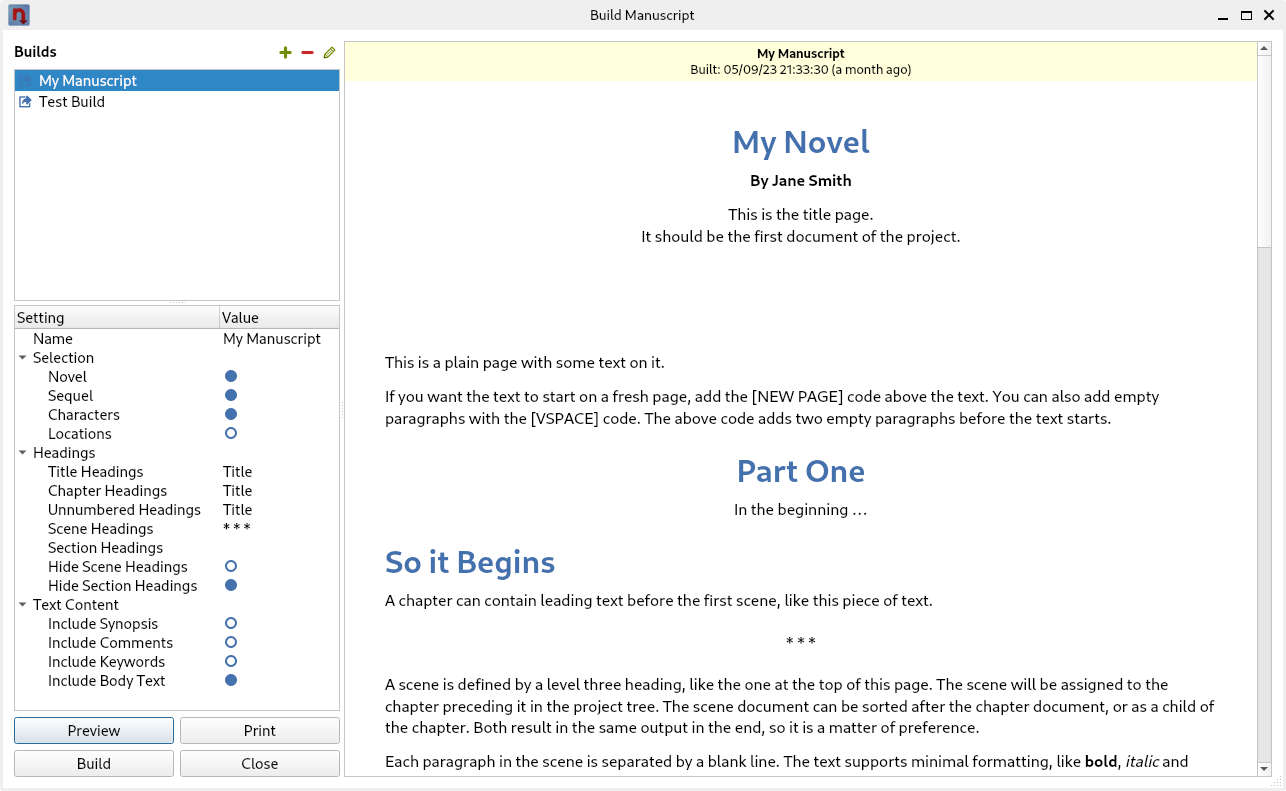 Build Manuscript
Builds
My Manuscript
Test Build
Setting Value
Name My Manuscript
Selection
Novel
Sequel
Characters
Locations
Headings
Title Headings Title
Chapter Headings Title
Unnumbered Headings Title
Scene Headings * * *
Section Headings
Hide Scene Headings
Hide Section Headings
Text Content
Include Synopsis
Include Comments
Include Keywords
Include Body Text
Preview Print
Build Close
My Manuscript
Built: 05/09/23 21:33:30 (a month ago)
My Novel
By Jane Smith
This is the title page.
It should be the first document of the project.
This is a plain page with some text on it.
If you want the text to start on a fresh page, add the [NEW PAGE] code above the text. You can also add empty
paragraphs with the [VSPACE] code. The above code adds two empty paragraphs before the text starts.
Part One
In the beginning …
So it Begins
A chapter can contain leading text before the first scene, like this piece of text.
* * *
A scene is defined by a level three heading, like the one at the top of this page. The scene will be assigned to the
chapter preceding it in the project tree. The scene document can be sorted after the chapter document, or as a child of
the chapter. Both result in the same output in the end, so it is a matter of preference.
Each paragraph in the scene is separated by a blank line. The text supports minimal formatting, like bold, italic and